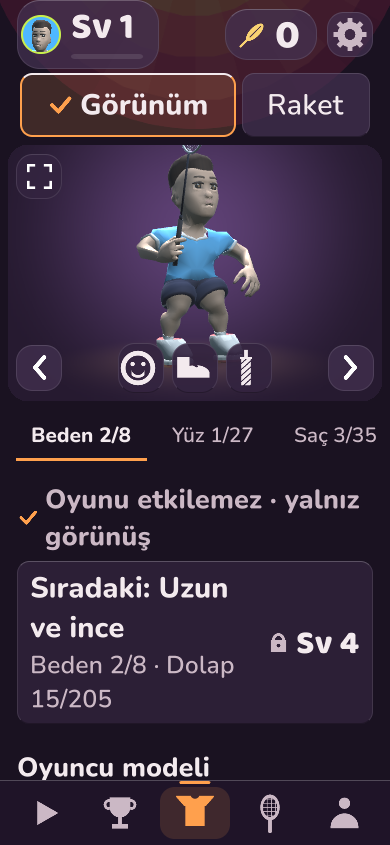 Sv 1
0
Görünüm
Raket
Beden 2/8
Yüz 1/27
Saç 3/35
Oyunu etkilemez · yalnız
görünüş
Sıradaki: Uzun
ve ince
Sv 4
Beden 2/8 · Dolap
15/205
Oyuncu modeli